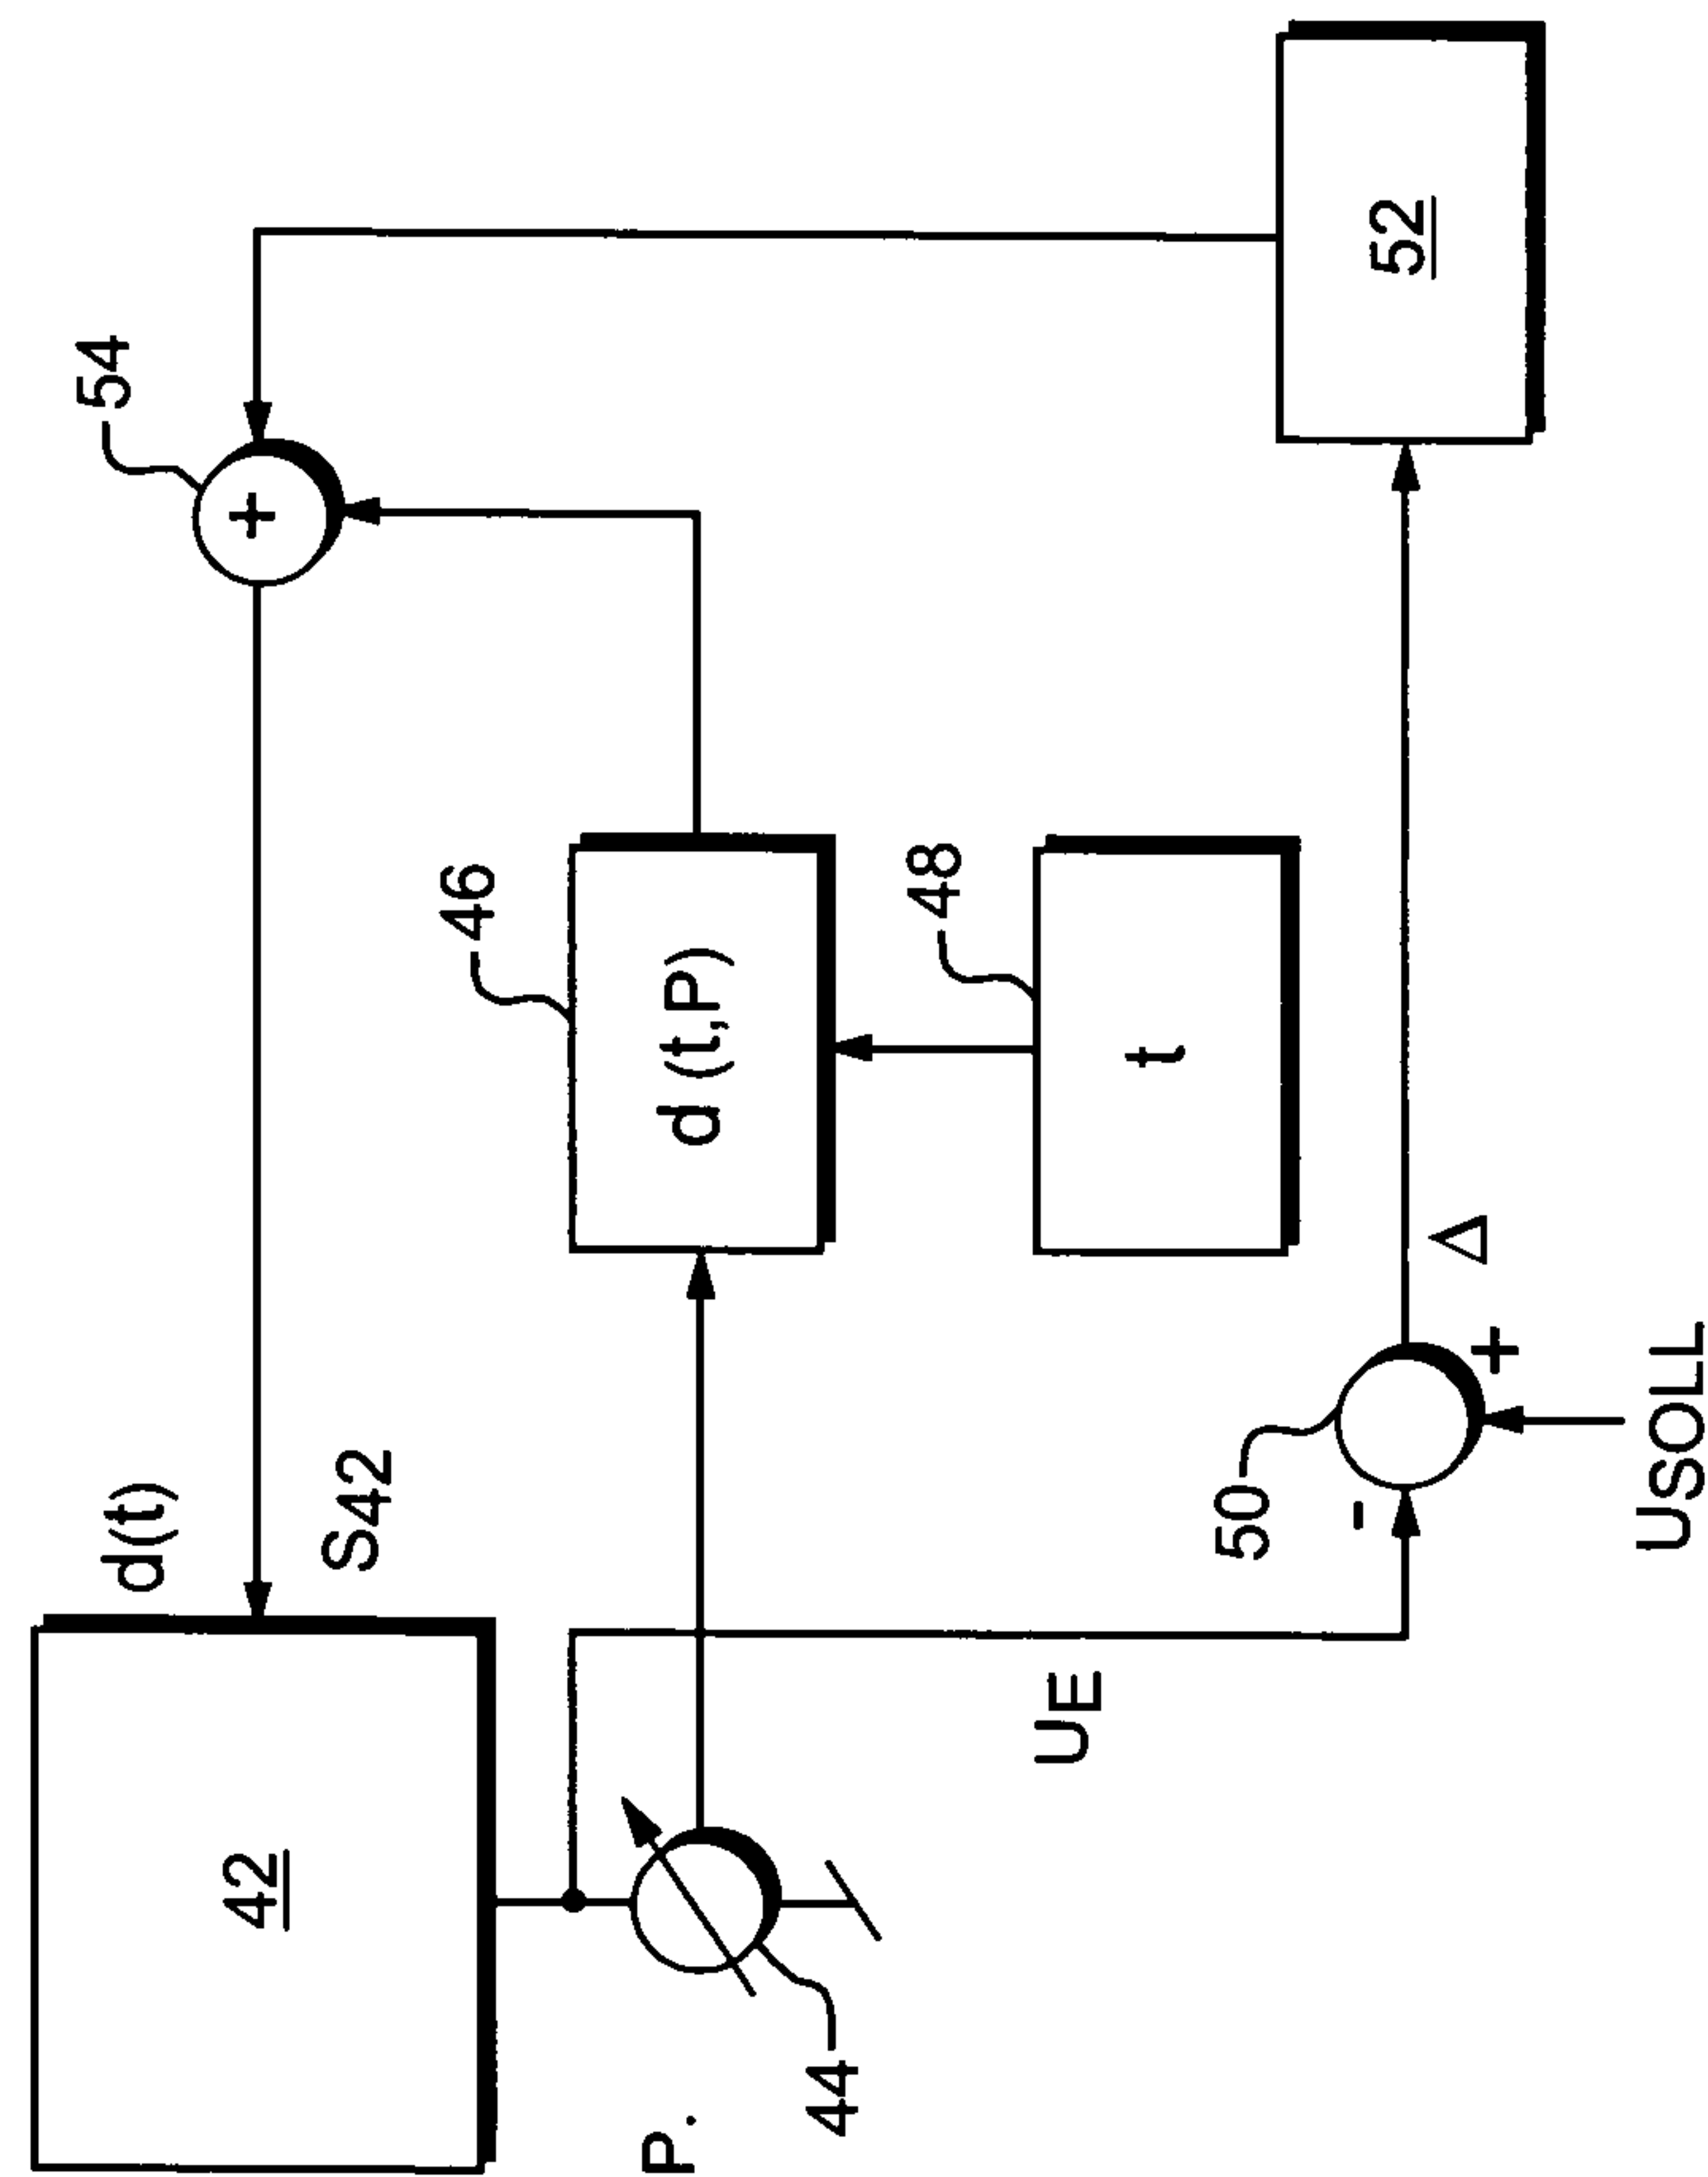 54
d(t)
+
42
S42
46
P.
d (t,P)
44
48
UE
t
50
-
52
Δ
+
USOLL